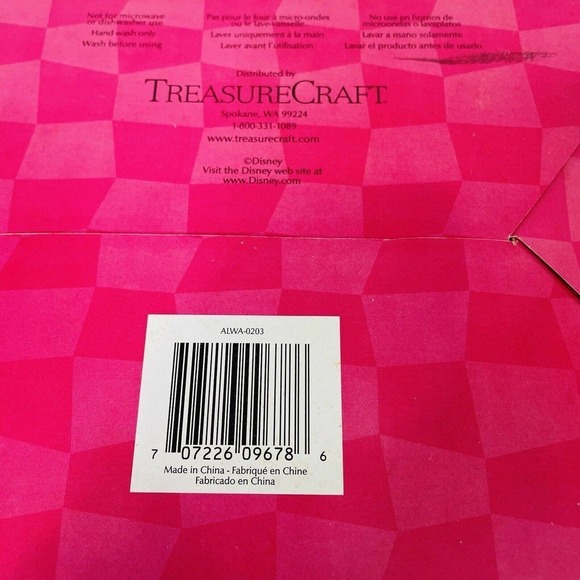 Not for microwave
or dishwasher use
Hand wash only
Wash before using
Pas pour le four à micro-ondes
ou le lave-vaisselle
Laver uniquement à la main
Laver avant l'utilisation
No use en hornos de
microondas o lavaplatos
Lavar a mano solamente
Lavar el producto antes de usarlo
Distributed by
TREASURECRAFT
Spokane, WA 99224
1-800-331-1089
www.treasurecraft.com
©Disney
Visit the Disney web site at
www.Disney.com
ALWA-0203
7 07226 09678 6
Made in China - Fabriqué en Chine
Fabricado en China